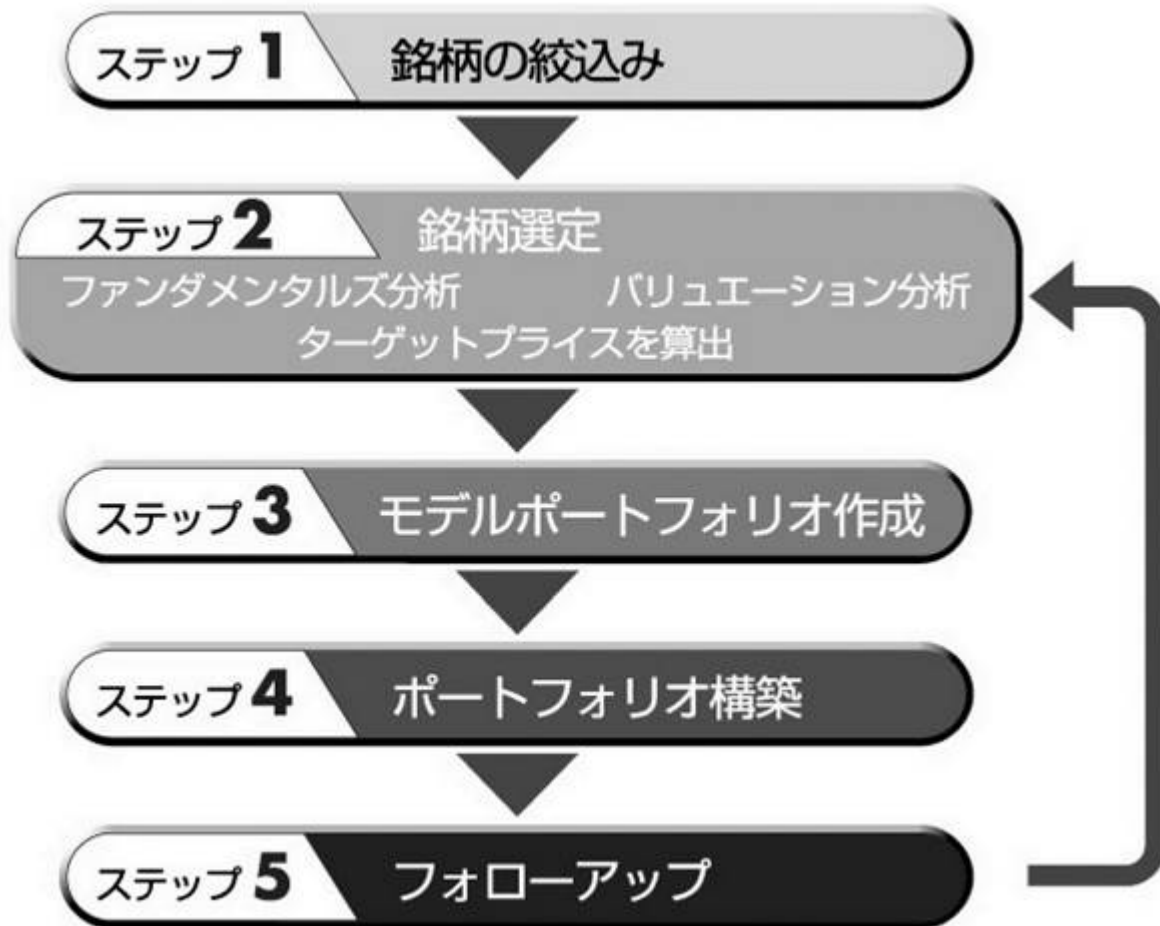 ステップ 1 銘柄の絞込み
ステップ 2 銘柄選定
ファンダメンタルズ分析 バリュエーション分析
ターゲットプライスを算出
ステップ 3 モデルポートフォリオ作成
ステップ 4 ポートフォリオ構築
ステップ 5 フォローアップ